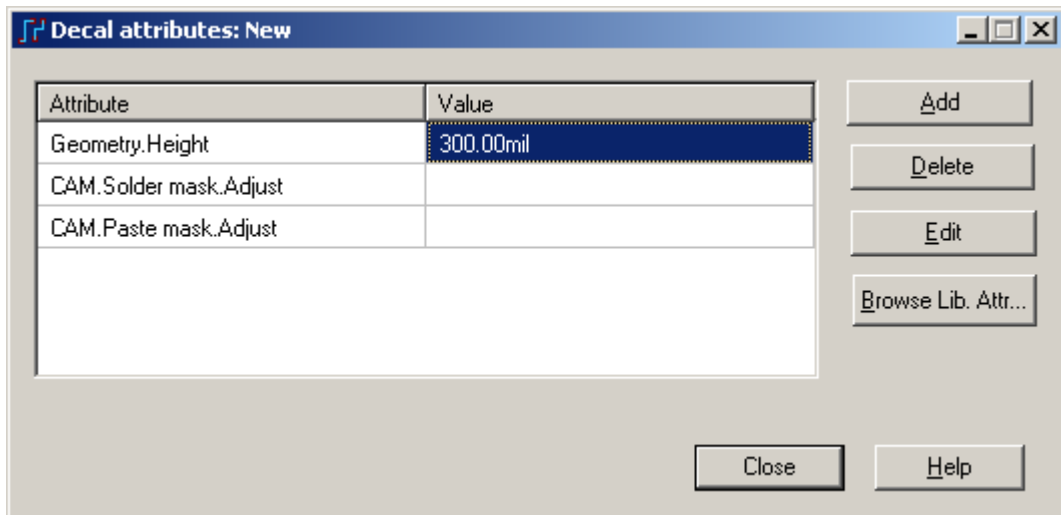 Decal attributes: New
Attribute Value
Geometry.Height 300.00mil
CAM.Solder mask.Adjust
CAM.Paste mask.Adjust
Add
Delete
Edit
Browse Lib. Attr...
Close Help